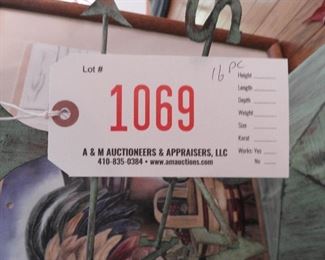 Lot #
16 PC
1069
Height
Length
Depth
Weight
Size
Karat
Works: Yes
No
A & M AUCTIONEERS & APPRAISERS, LLC
410-835-0384 • www.amauctions.com